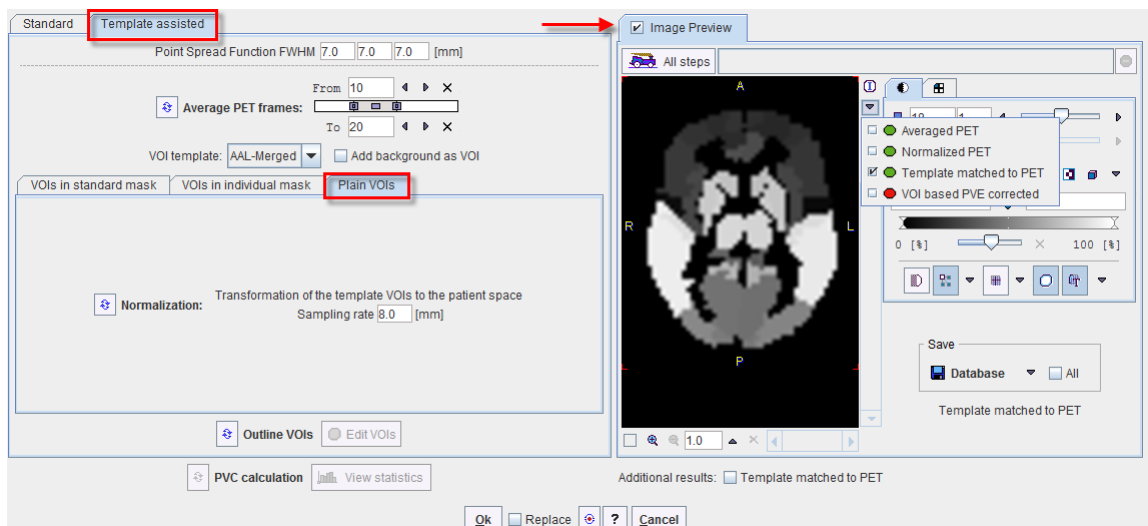 Standard
Template assisted
Point Spread Function FWHM 7.0 7.0 7.0 [mm]
From 10
Average PET frames:
To 20
VOI template: AAL-Merged Add background as VOI
VOIs in standard mask
VOIs in individual mask
Plain VOIs
Normalization:
Transformation of the template VOIs to the patient space
Sampling rate 8.0 [mm]
Outline VOIs
Edit VOIs
PVC calculation
View statistics
Image Preview
All steps
A
R
L
P
1.0
Averaged PET
Normalized PET
Template matched to PET
VOI based PVE corrected
0 [%]
100 [%]
Save
Database
All
Template matched to PET
Additional results: Template matched to PET
Ok
Replace
?
Cancel